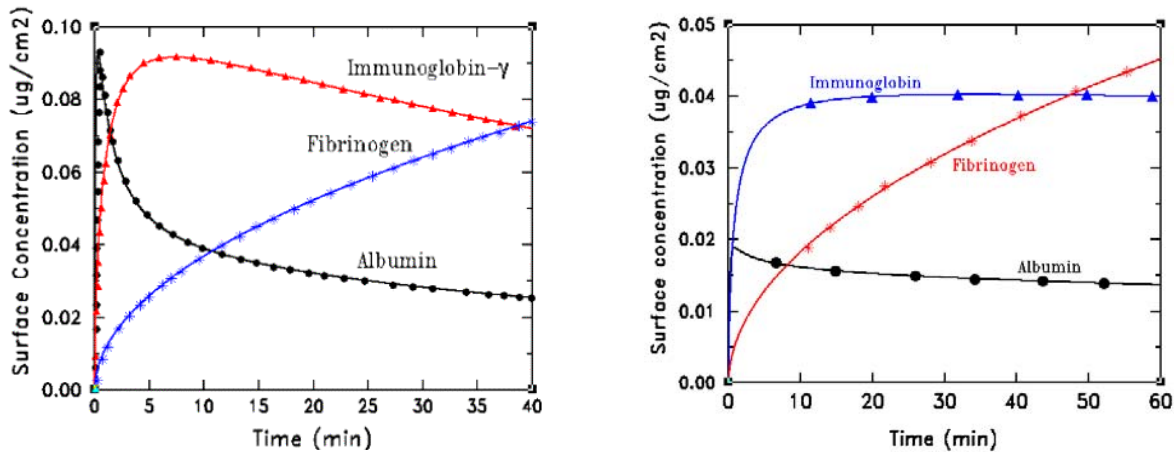 Surface Concentration (ug/cm2)
0.10
0.08
0.06
0.04
0.02
0.00
Immunoglobin-γ
Fibrinogen
Albumin
0 5 10 15 20 25 30 35 40
Time (min)
Surface concentration (ug/cm2)
0.05
0.04
0.03
0.02
0.01
0.00
Immunoglobin
Fibrinogen
Albumin
0 10 20 30 40 50 60
Time (min)